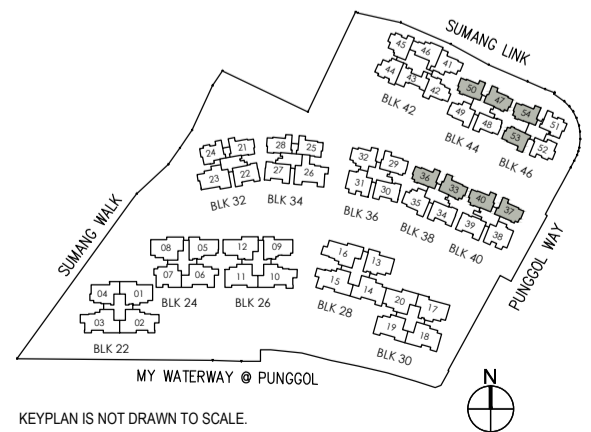 SUMANG LINK
45 46 41
44 43 42
BLK 42
50 47
49 48
BLK 44
54 51
53 52
BLK 46
24 21
23 22
BLK 32
28 25
27 26
BLK 34
32 29
31 30
BLK 36
36 33
35 34
BLK 38
40 37
39 38
BLK 40
SUMANG WALK
PUNGGOL WAY
08 05
07 06
BLK 24
12 09
11 10
BLK 26
16 13
15 14
BLK 28
20 17
19 18
BLK 30
04 01
03 02
BLK 22
MY WATERWAY @ PUNGGOL
N
KEYPLAN IS NOT DRAWN TO SCALE.